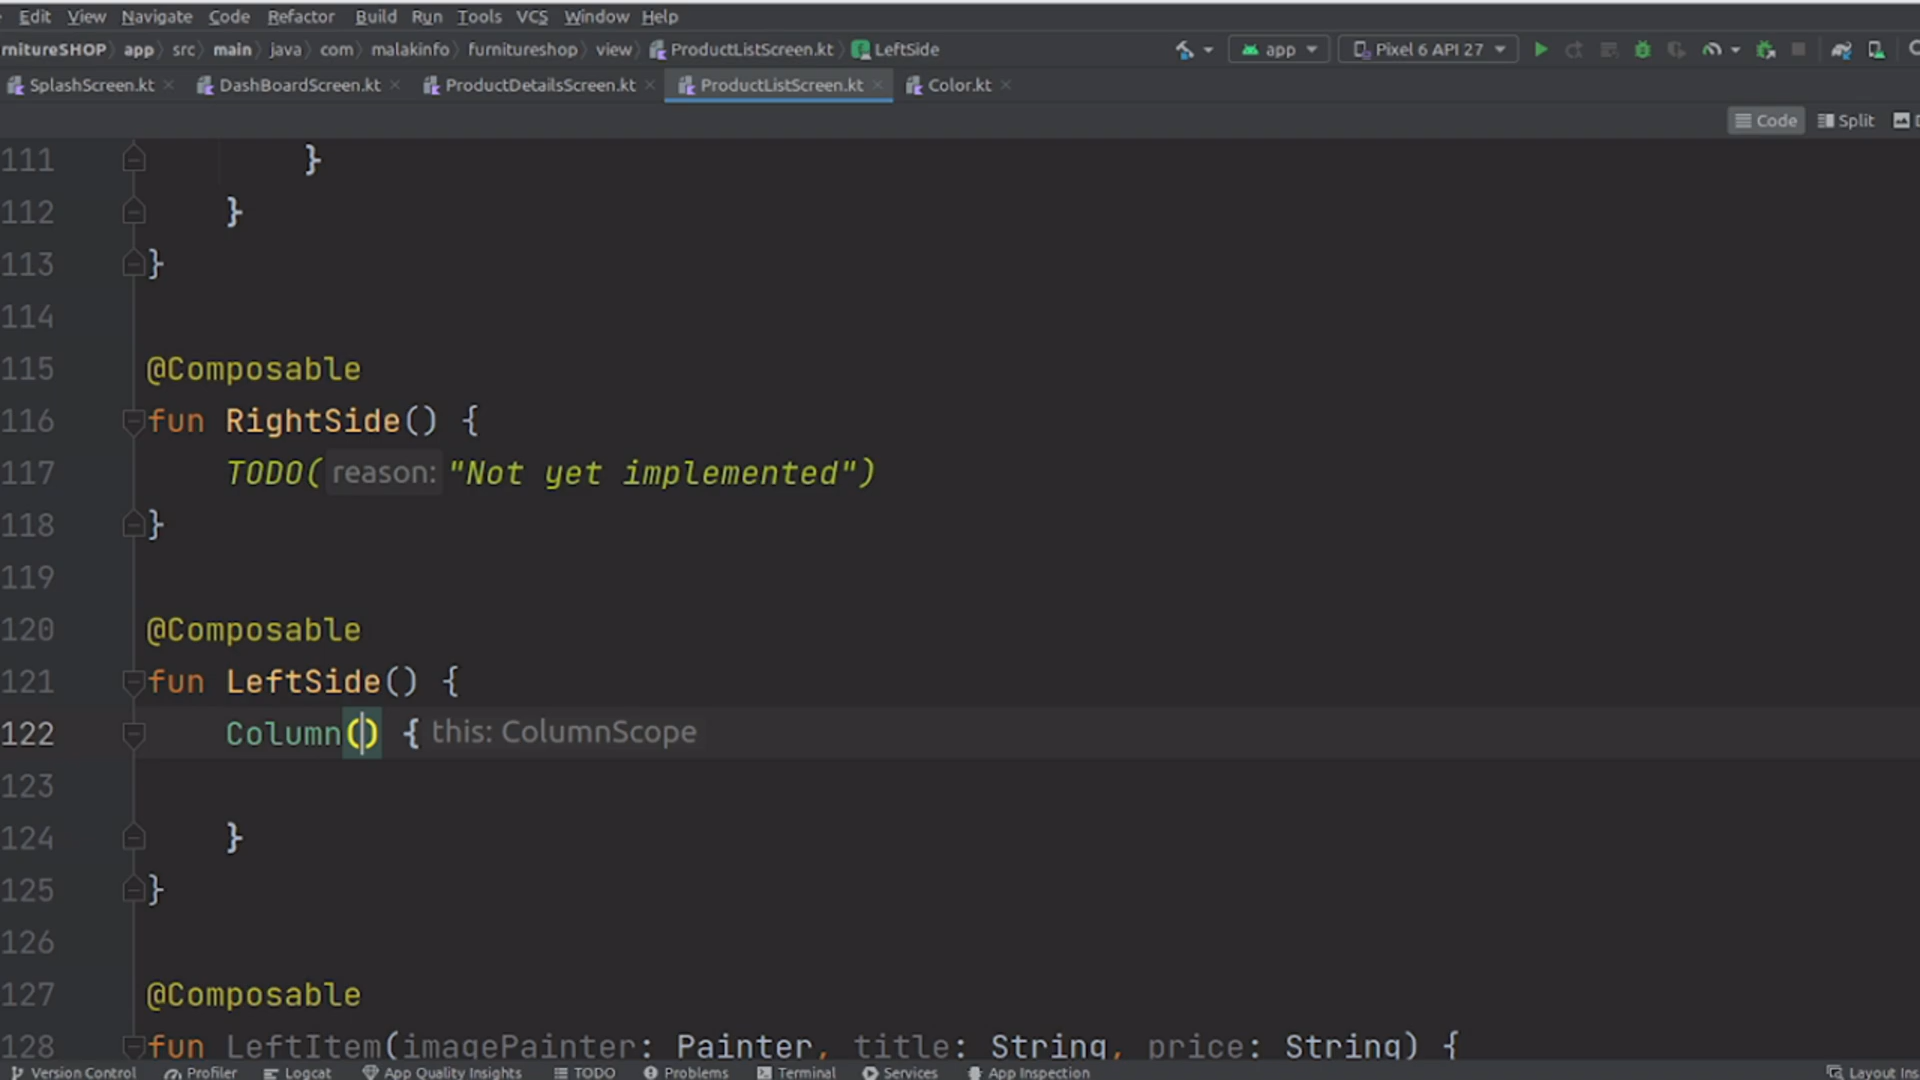 Edit View Navigate Code Refactor Build Run Tools VCS Window Help
rnitureSHOP app src main java com malakinfo furnitureshop view ProductListScreen.kt LeftSide app Pixel 6 API 27
SplashScreen.kt DashBoardScreen.kt ProductDetailsScreen.kt ProductListScreen.kt Color.kt
Code Split
111 }
112 }
113 }
114
115 @Composable
116 fun RightSide() {
117 TODO( reason: "Not yet implemented")
118 }
119
120 @Composable
121 fun LeftSide() {
122 Column() { this: ColumnScope
123
124 }
125 }
126
127 @Composable
128 fun LeftItem(imagePainter: Painter, title: String, price: String) {
Version Control Profiler Logcat App Quality Insights TODO Problems Terminal Services App Inspection Layout Ins